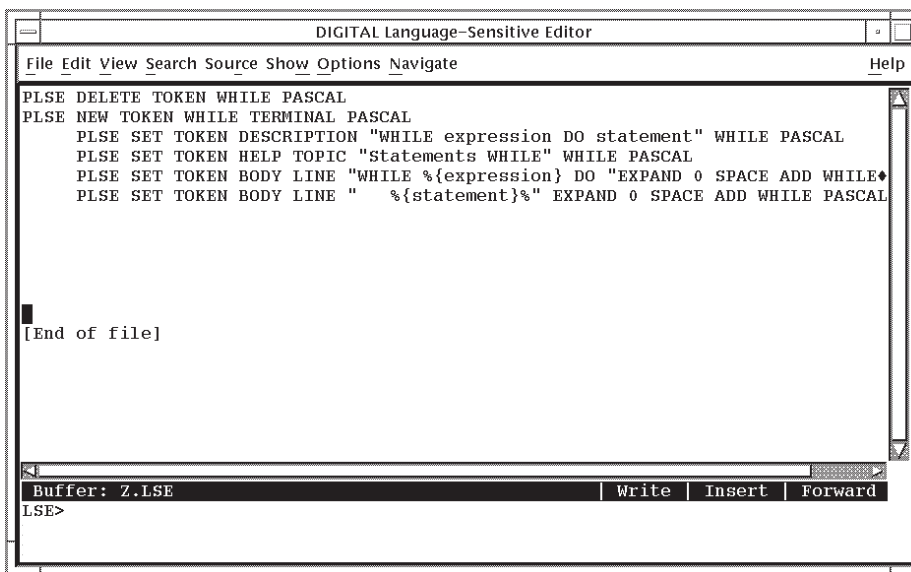 DIGITAL Language-Sensitive Editor
File Edit View Search Source Show Options Navigate Help
PLSE DELETE TOKEN WHILE PASCAL
PLSE NEW TOKEN WHILE TERMINAL PASCAL
PLSE SET TOKEN DESCRIPTION "WHILE expression DO statement" WHILE PASCAL
PLSE SET TOKEN HELP TOPIC "Statements WHILE" WHILE PASCAL
PLSE SET TOKEN BODY LINE "WHILE %{expression} DO "EXPAND 0 SPACE ADD WHILE♦
PLSE SET TOKEN BODY LINE "   %{statement}%" EXPAND 0 SPACE ADD WHILE PASCAL
[End of file]
Buffer: Z.LSE | Write | Insert | Forward
LSE>